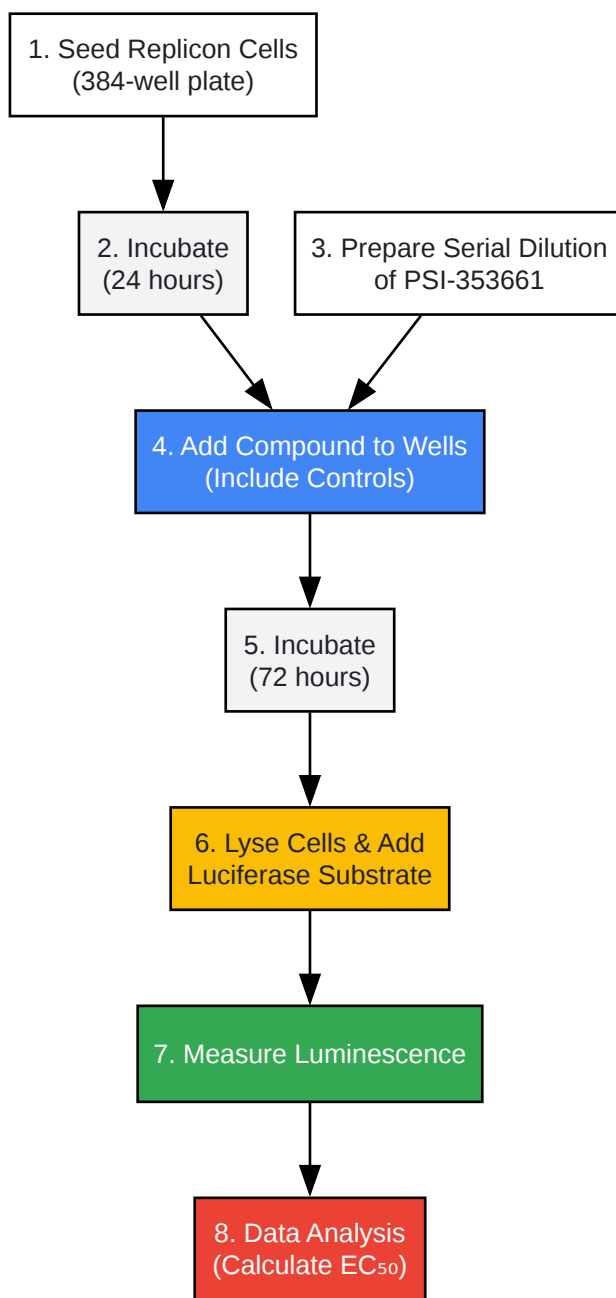 1. Seed Replicon Cells
(384-well plate)
2. Incubate
(24 hours)
3. Prepare Serial Dilution
of PSI-353661
4. Add Compound to Wells
(Include Controls)
5. Incubate
(72 hours)
6. Lyse Cells & Add
Luciferase Substrate
7. Measure Luminescence
8. Data Analysis
(Calculate EC₅₀)